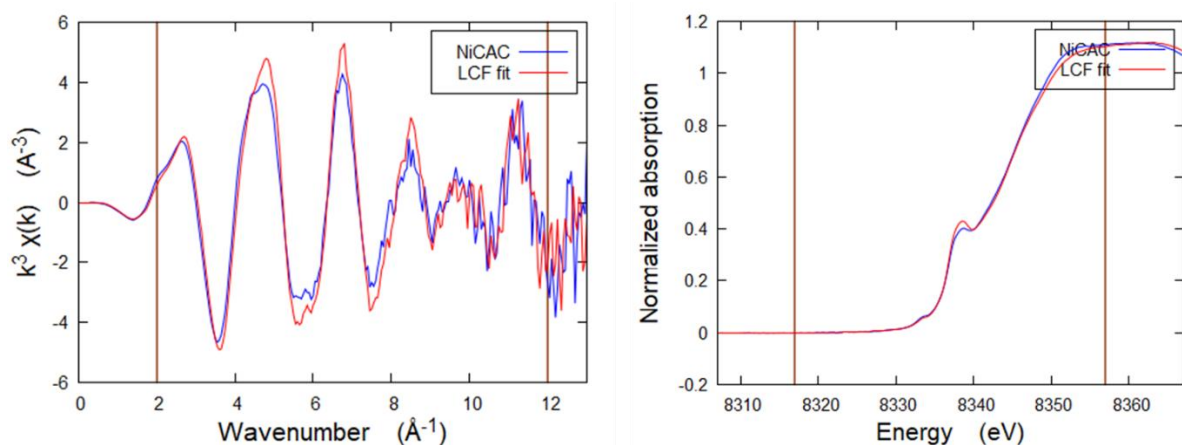 6
4
2
0
-2
-4
-6
k³ χ(k) (A⁻³)
NiCAC
LCF fit
0 2 4 6 8 10 12
Wavenumber (Å⁻¹)
1.2
1
0.8
0.6
0.4
0.2
0
-0.2
Normalized absorption
NiCAC
LCF fit
8310 8320 8330 8340 8350 8360
Energy (eV)